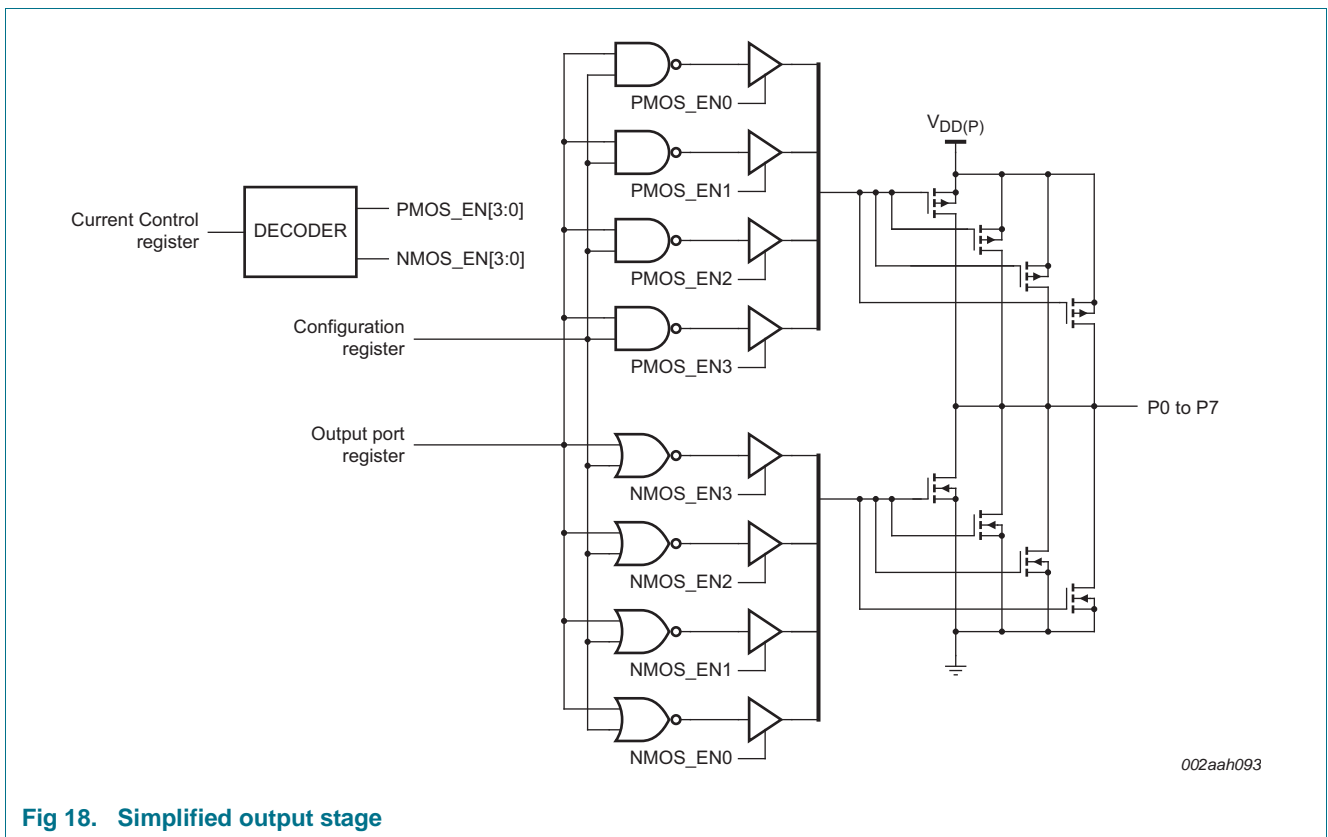 PMOS_EN0
V_DD(P)
PMOS_EN1
Current Control
register
DECODER
PMOS_EN[3:0]
NMOS_EN[3:0]
PMOS_EN2
Configuration
register
PMOS_EN3
P0 to P7
Output port
register
NMOS_EN3
NMOS_EN2
NMOS_EN1
NMOS_EN0
002aah093
Fig 18. Simplified output stage